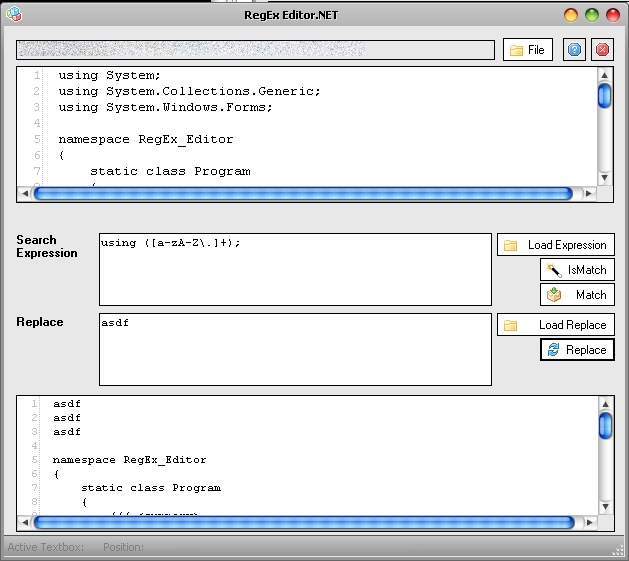 RegEx Editor.NET
File
1 using System;
2 using System.Collections.Generic;
3 using System.Windows.Forms;
4
5 namespace RegEx_Editor
6 {
7 static class Program
Search
Expression
using ([a-zA-Z\.]+);
Load Expression
IsMatch
Match
Replace
asdf
Load Replace
Replace
1 asdf
2 asdf
3 asdf
4
5 namespace RegEx_Editor
6 {
7 static class Program
8 {
Active Textbox: Position: